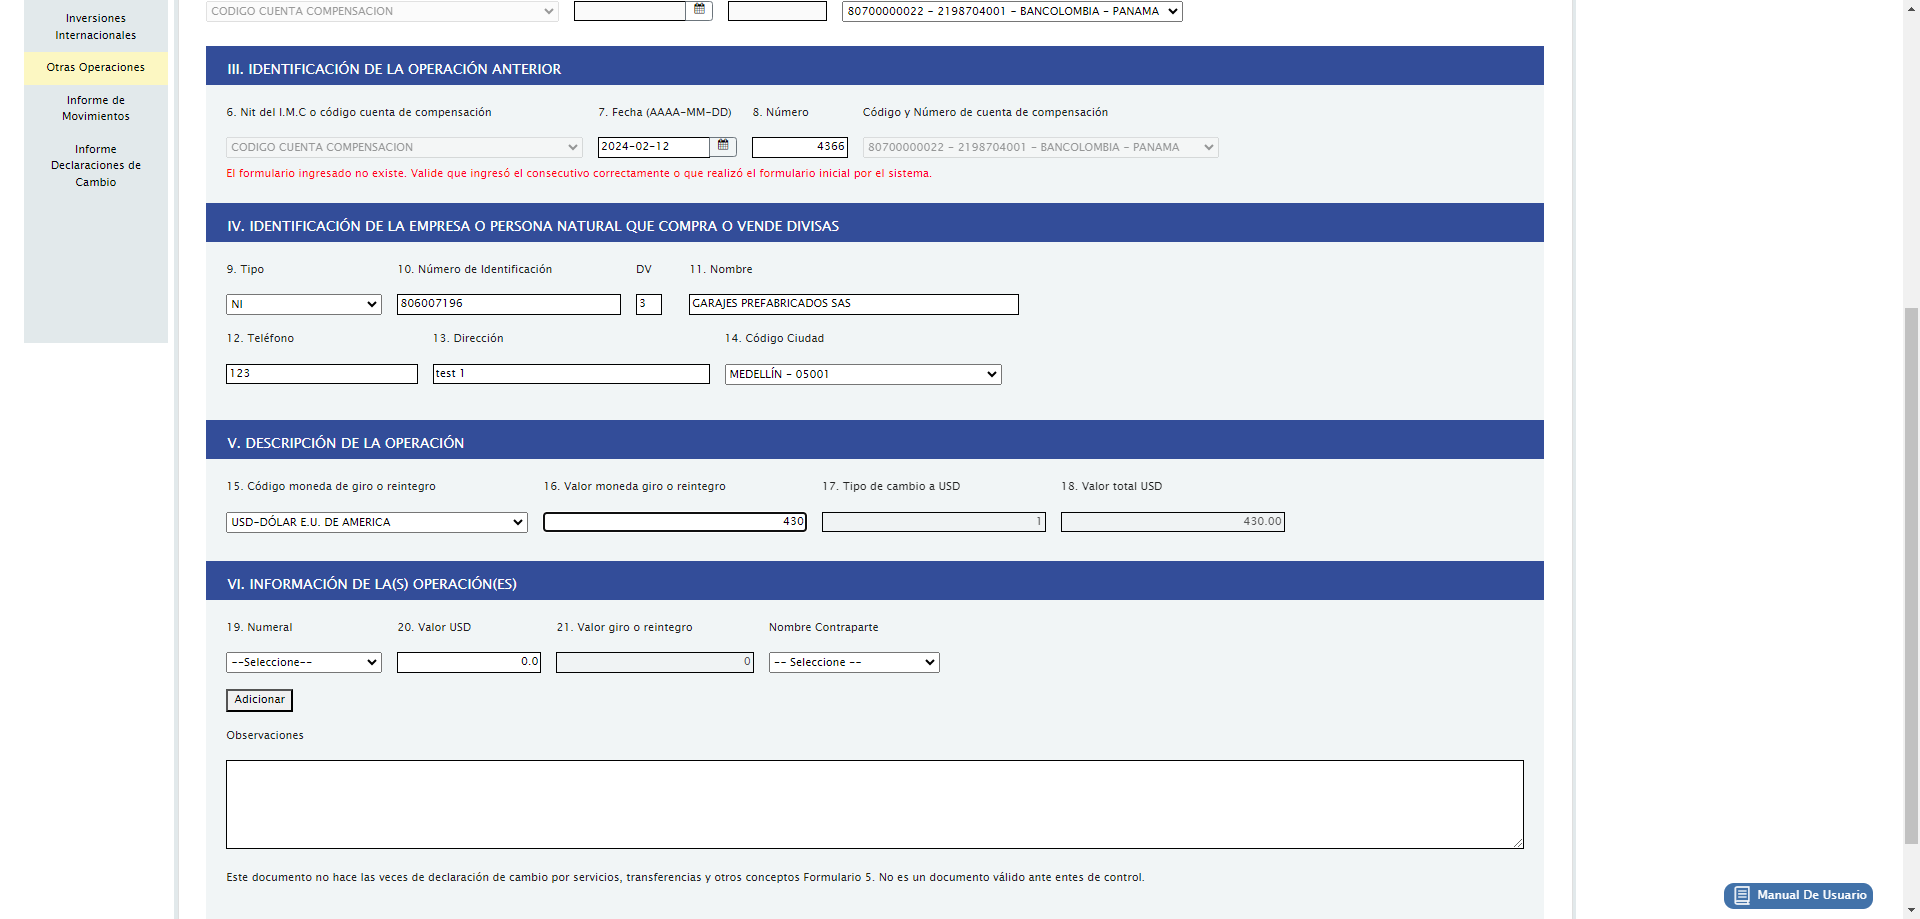 Inversiones
Internacionales
Otras Operaciones
Informe de
Movimientos
Informe
Declaraciones de
Cambio
CODIGO CUENTA COMPENSACION
80700000022 - 2198704001 - BANCOLOMBIA - PANAMA
III. IDENTIFICACIÓN DE LA OPERACIÓN ANTERIOR
6. Nit del I.M.C o código cuenta de compensación
7. Fecha (AAAA-MM-DD)
8. Número
Código y Número de cuenta de compensación
CODIGO CUENTA COMPENSACION
2024-02-12
4366
80700000022 - 2198704001 - BANCOLOMBIA - PANAMA
El formulario ingresado no existe. Valide que ingresó el consecutivo correctamente o que realizó el formulario inicial por el sistema.
IV. IDENTIFICACIÓN DE LA EMPRESA O PERSONA NATURAL QUE COMPRA O VENDE DIVISAS
9. Tipo
10. Número de Identificación
DV
11. Nombre
NI
806007196
3
GARAJES PREFABRICADOS SAS
12. Teléfono
13. Dirección
14. Código Ciudad
123
test 1
MEDELLÍN - 05001
V. DESCRIPCIÓN DE LA OPERACIÓN
15. Código moneda de giro o reintegro
16. Valor moneda giro o reintegro
17. Tipo de cambio a USD
18. Valor total USD
USD-DÓLAR E.U. DE AMERICA
430
1
430.00
VI. INFORMACIÓN DE LA(S) OPERACIÓN(ES)
19. Numeral
20. Valor USD
21. Valor giro o reintegro
Nombre Contraparte
--Seleccione--
0.0
0
-- Seleccione --
Adicionar
Observaciones
Este documento no hace las veces de declaración de cambio por servicios, transferencias y otros conceptos Formulario 5. No es un documento válido ante entes de control.
Manual De Usuario